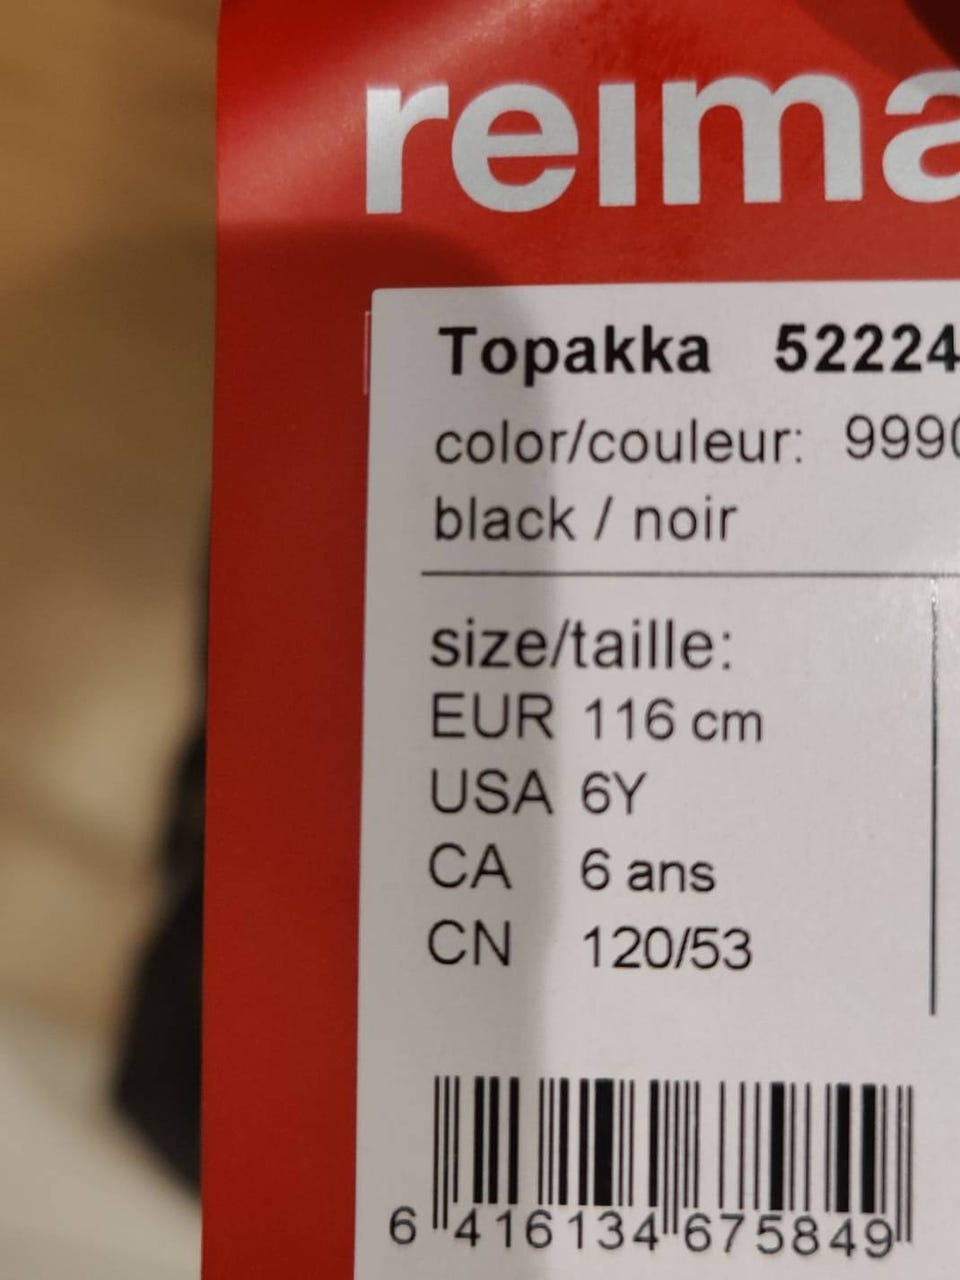 reima
Topakka 52224
color/couleur: 9990
black / noir
size/taille:
EUR 116 cm
USA 6Y
CA 6 ans
CN 120/53
6 416134 675849